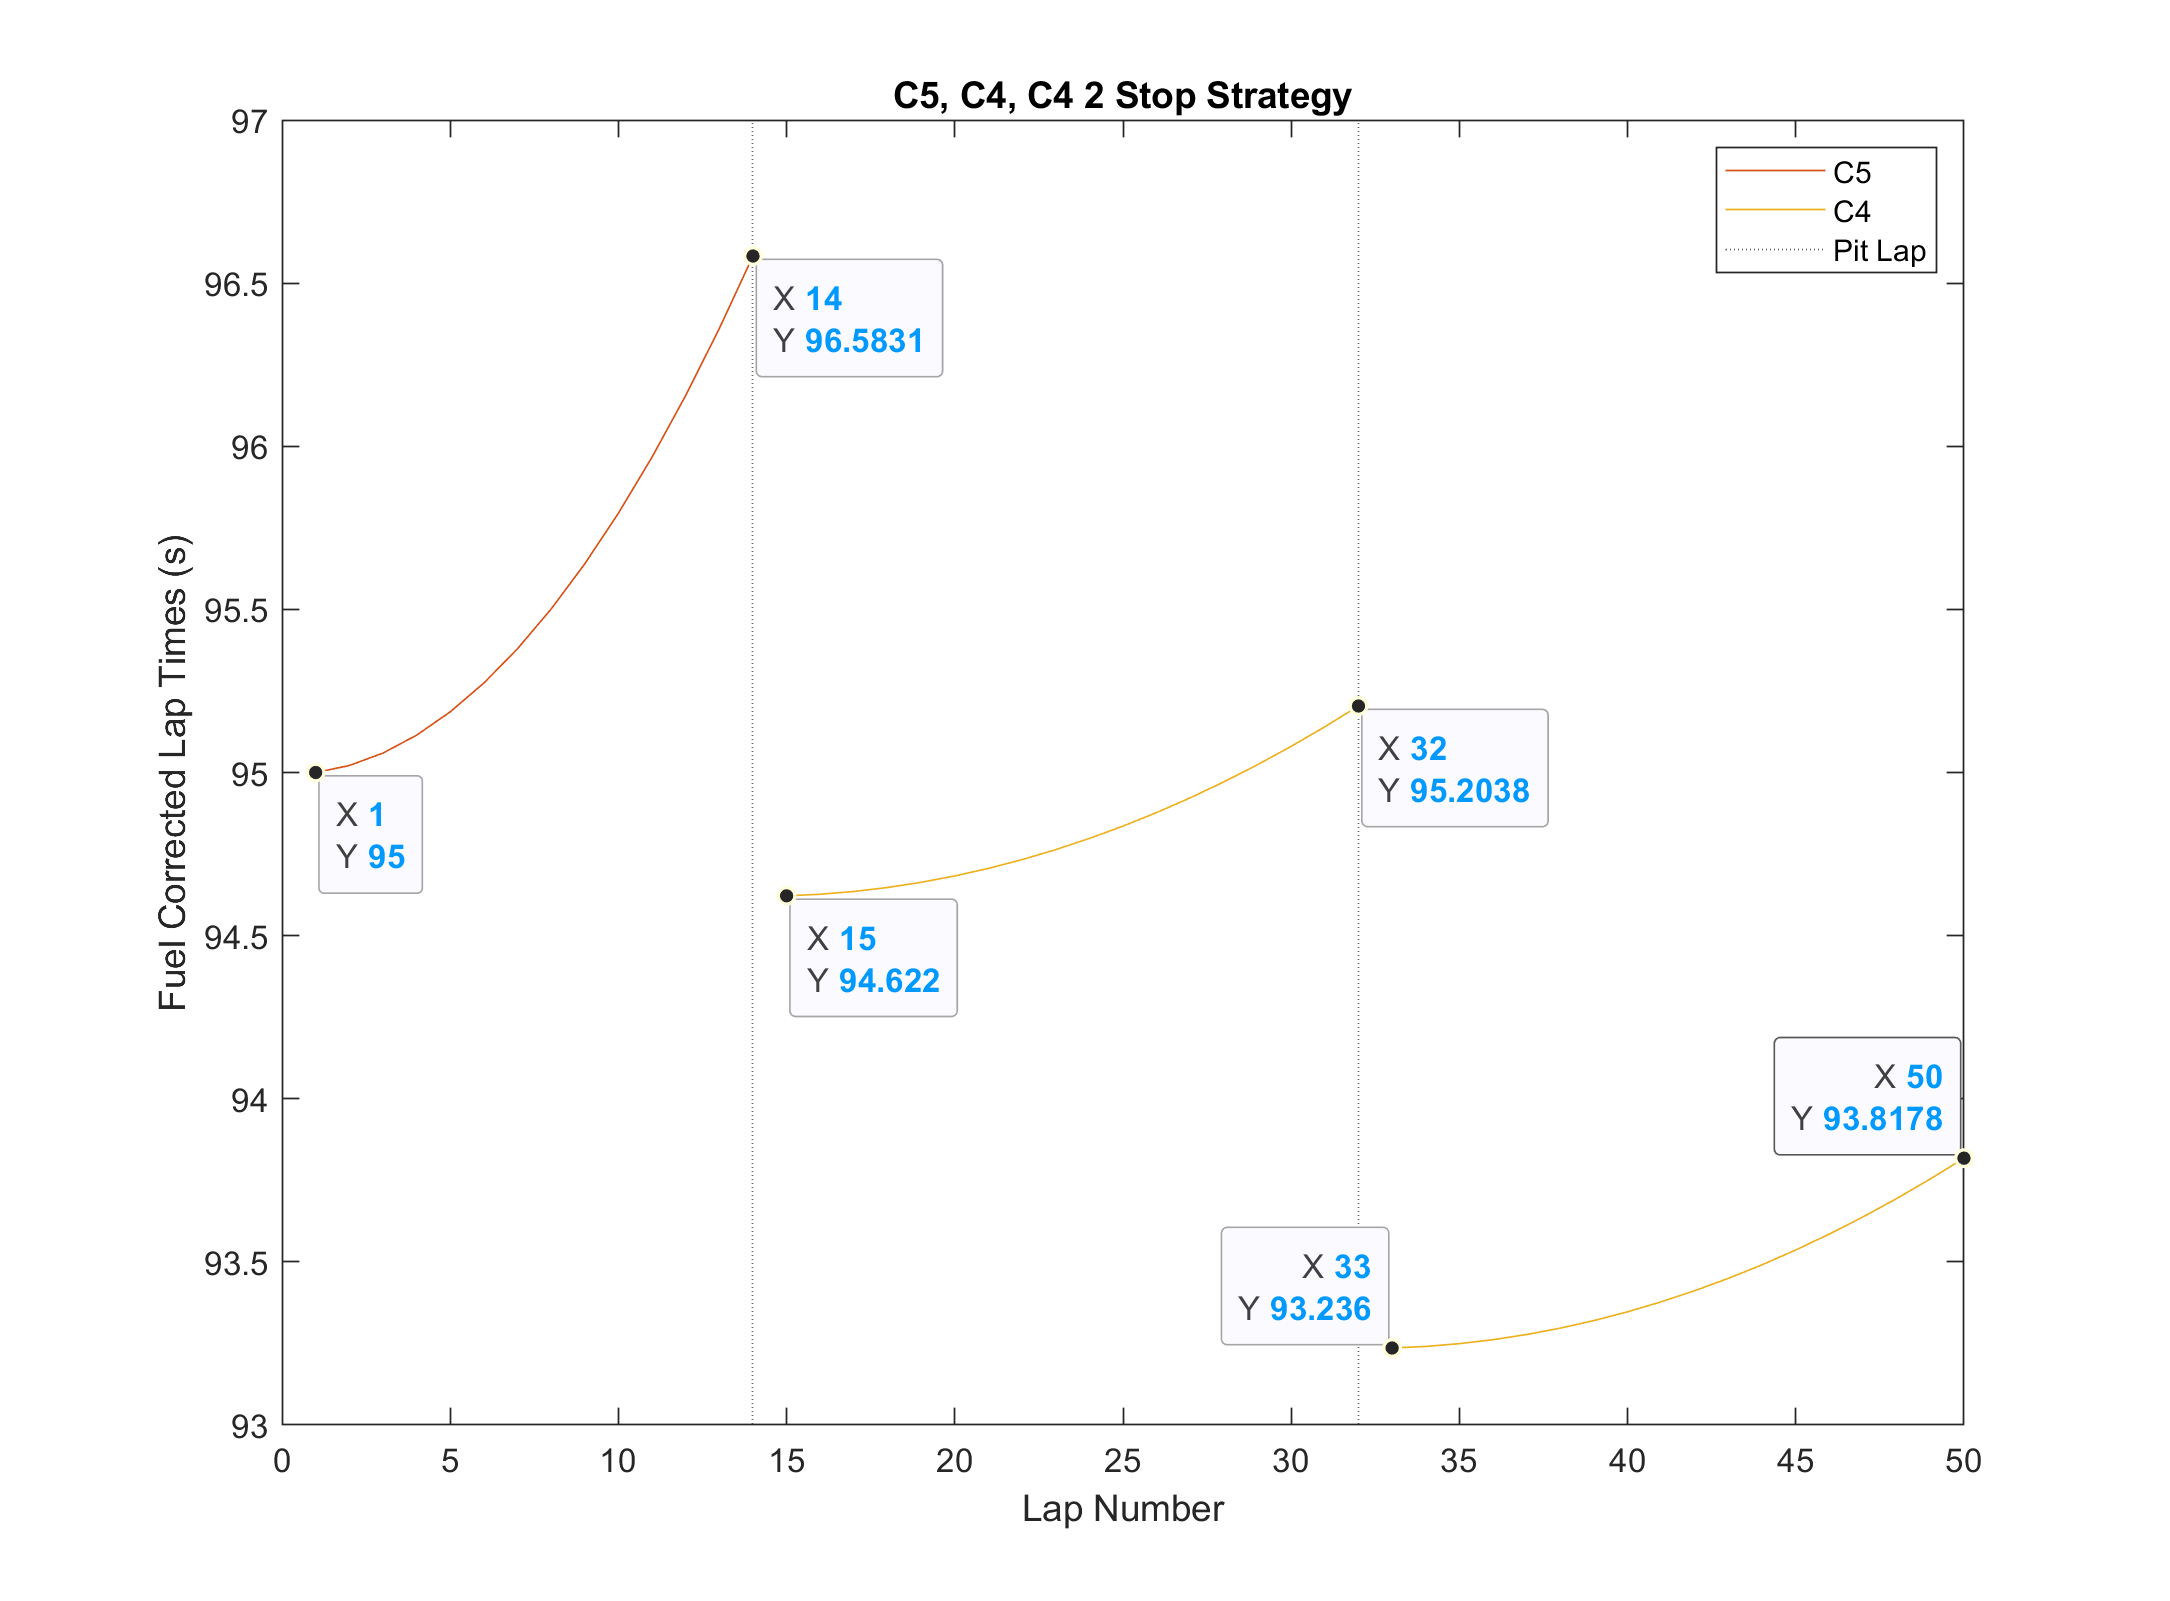 C5, C4, C4 2 Stop Strategy
97
96.5
96
95.5
95
94.5
94
93.5
93
Fuel Corrected Lap Times (s)
C5
C4
Pit Lap
X 14
Y 96.5831
X 1
Y 95
X 32
Y 95.2038
X 15
Y 94.622
X 50
Y 93.8178
X 33
Y 93.236
0 5 10 15 20 25 30 35 40 45 50
Lap Number